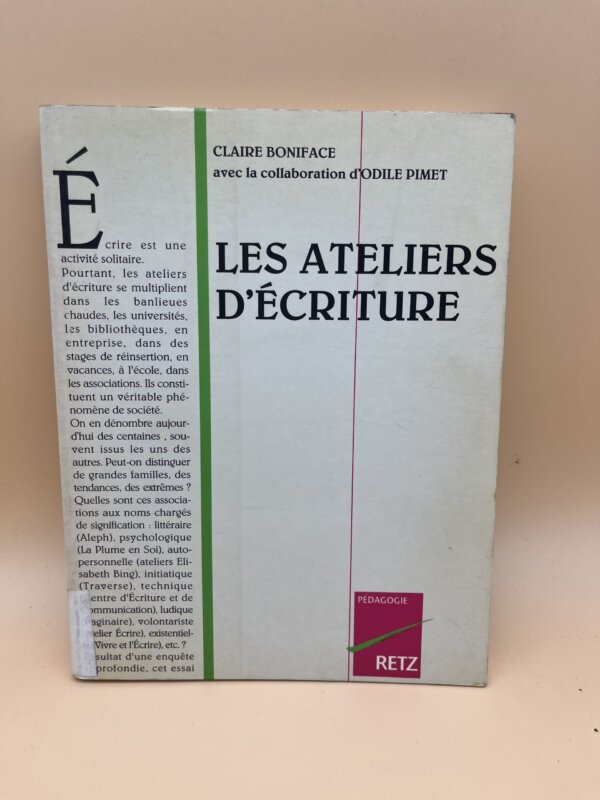 CLAIRE BONIFACE
avec la collaboration d'ODILE PIMET
LES ATELIERS
D'ÉCRITURE
Écrire est une
activité solitaire.
Pourtant, les ateliers
d'écriture se multiplient
dans les banlieues
chaudes, les universités,
les bibliothèques, en
entreprise, dans des
stages de réinsertion, en
vacances, à l'école, dans
les associations. Ils consti-
tuent un véritable phé-
nomène de société.
On en dénombre aujour-
d'hui des centaines , sou-
vent issus les uns des
autres. Peut-on distinguer
de grandes familles, des
tendances, des extrêmes ?
Quelles sont ces associa-
tions aux noms chargés
de signification : littéraire
(Aleph), psychologique
(La Plume en Soi), auto-
personnelle (ateliers Eli-
sabeth Bing), initiatique
(Traverse), technique
Centre d'Écriture et de
ommunication), ludique
aginaire), volontariste
telier Écrire), existentiel-
Vivre et l'Écrire), etc. ?
ésultat d'une enquête
profondie, cet essai
PÉDAGOGIE
RETZ